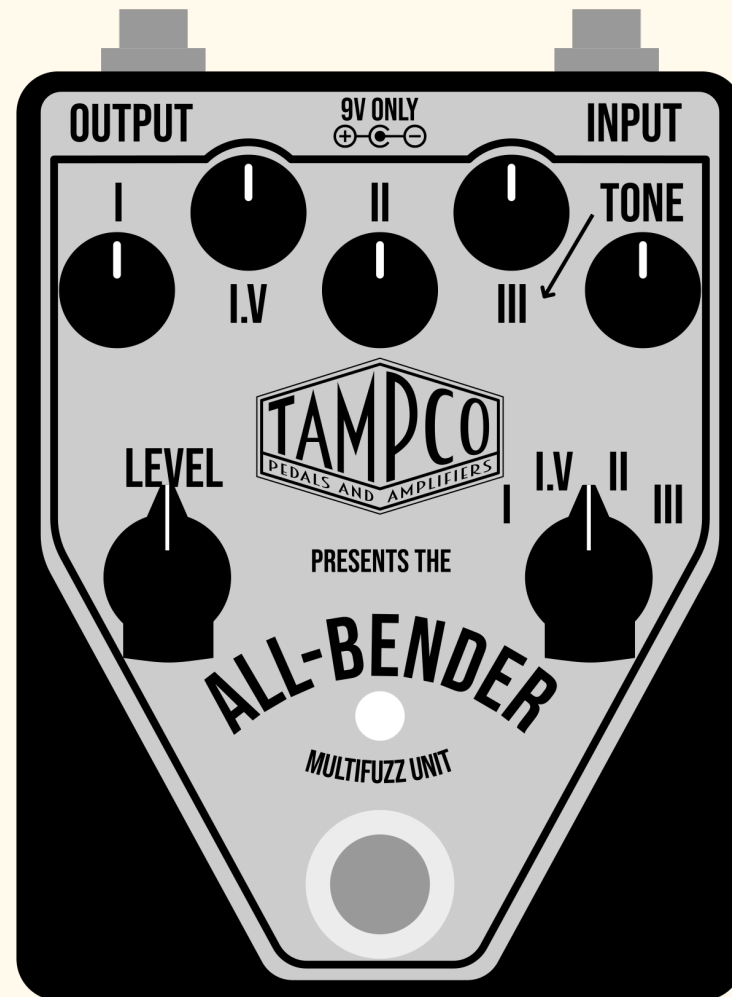 9V ONLY
OUTPUT
INPUT
I
II
TONE
I.V
III
TAMPCO
PEDALS AND AMPLIFIERS
LEVEL
I
I.V
II
III
PRESENTS THE
ALL-BENDER
MULTIFUZZ UNIT